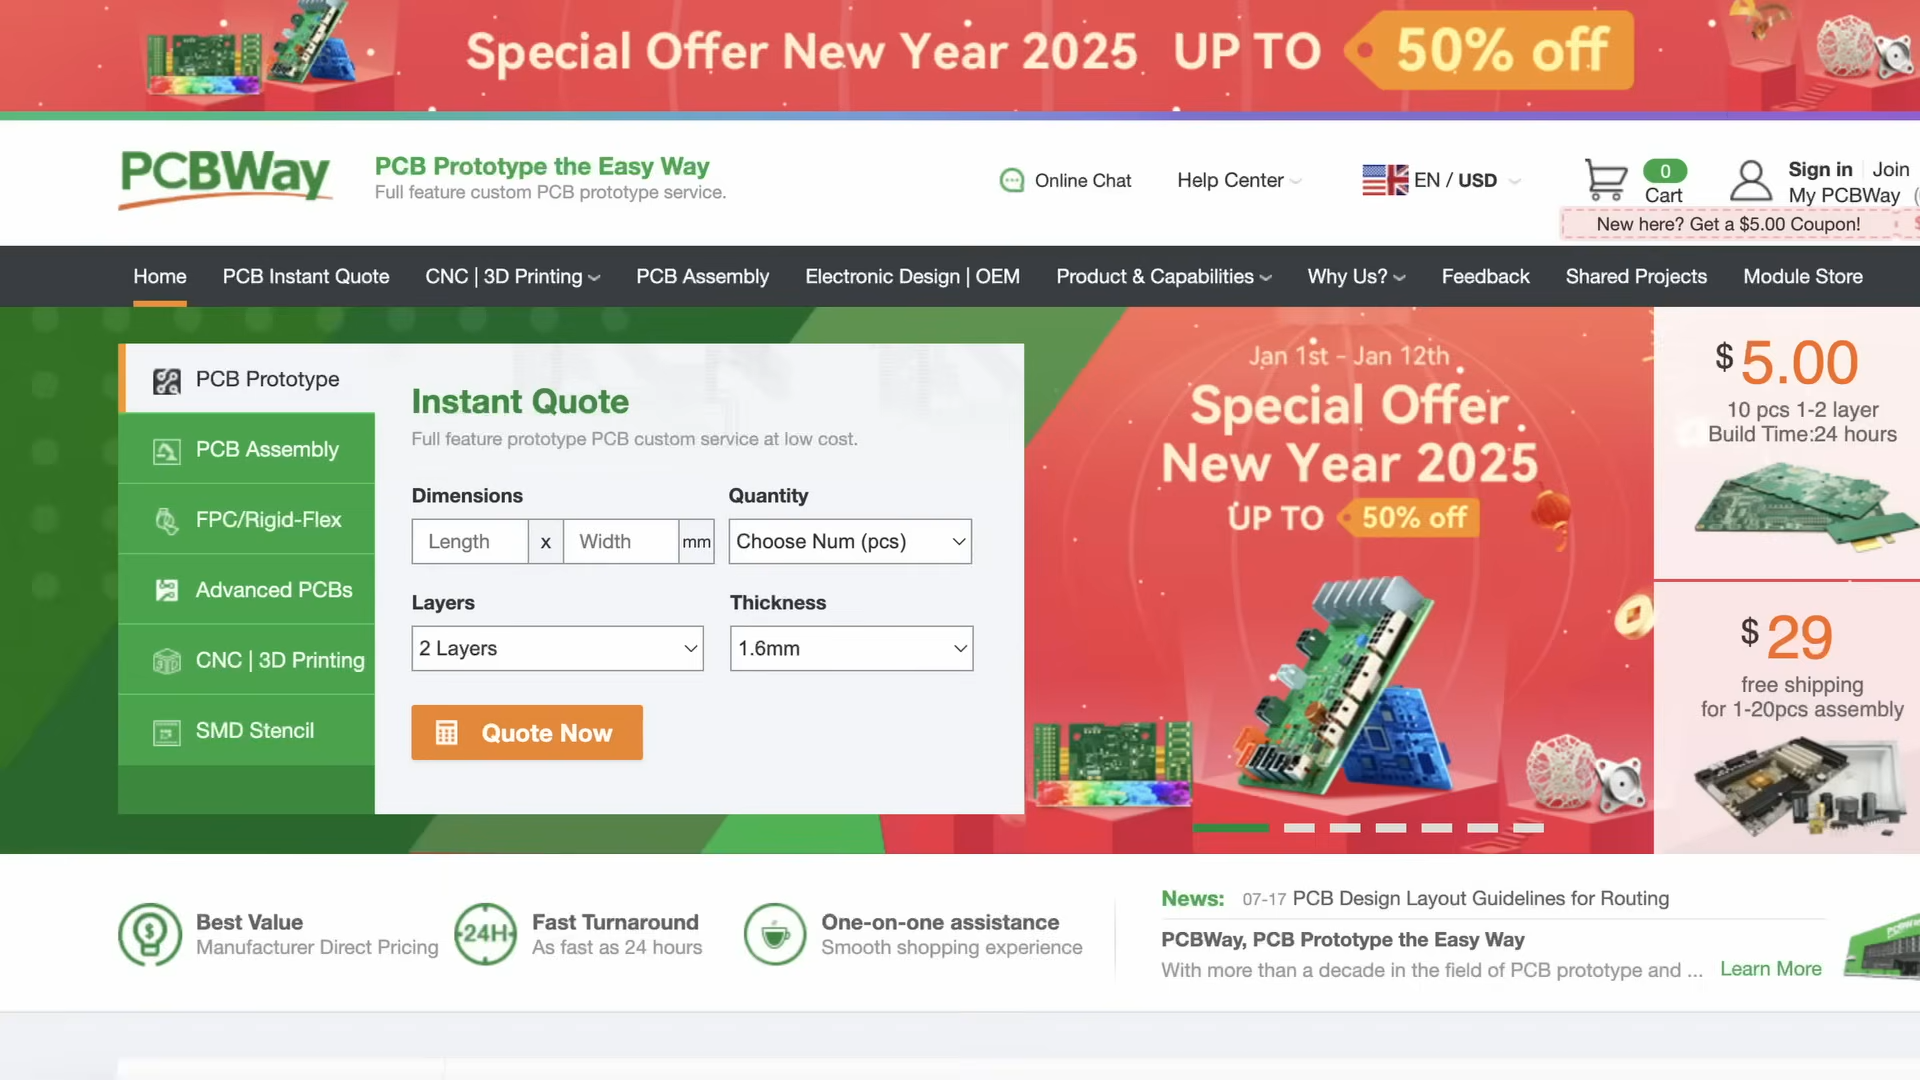 Special Offer New Year 2025 UP TO 50% off
PCBWay
PCB Prototype the Easy Way
Full feature custom PCB prototype service.
Online Chat
Help Center
EN / USD
0
Cart
Sign in Join
My PCBWay
New here? Get a $5.00 Coupon!
Home
PCB Instant Quote
CNC | 3D Printing
PCB Assembly
Electronic Design | OEM
Product & Capabilities
Why Us?
Feedback
Shared Projects
Module Store
PCB Prototype
PCB Assembly
FPC/Rigid-Flex
Advanced PCBs
CNC | 3D Printing
SMD Stencil
Instant Quote
Full feature prototype PCB custom service at low cost.
Dimensions
Length x Width mm
Quantity
Choose Num (pcs)
Layers
2 Layers
Thickness
1.6mm
Quote Now
Jan 1st - Jan 12th
Special Offer
New Year 2025
UP TO 50% off
$5.00
10 pcs 1-2 layer
Build Time:24 hours
$29
free shipping
for 1-20pcs assembly
Best Value
Manufacturer Direct Pricing
24H
Fast Turnaround
As fast as 24 hours
One-on-one assistance
Smooth shopping experience
News: 07-17 PCB Design Layout Guidelines for Routing
PCBWay, PCB Prototype the Easy Way
With more than a decade in the field of PCB prototype and ... Learn More